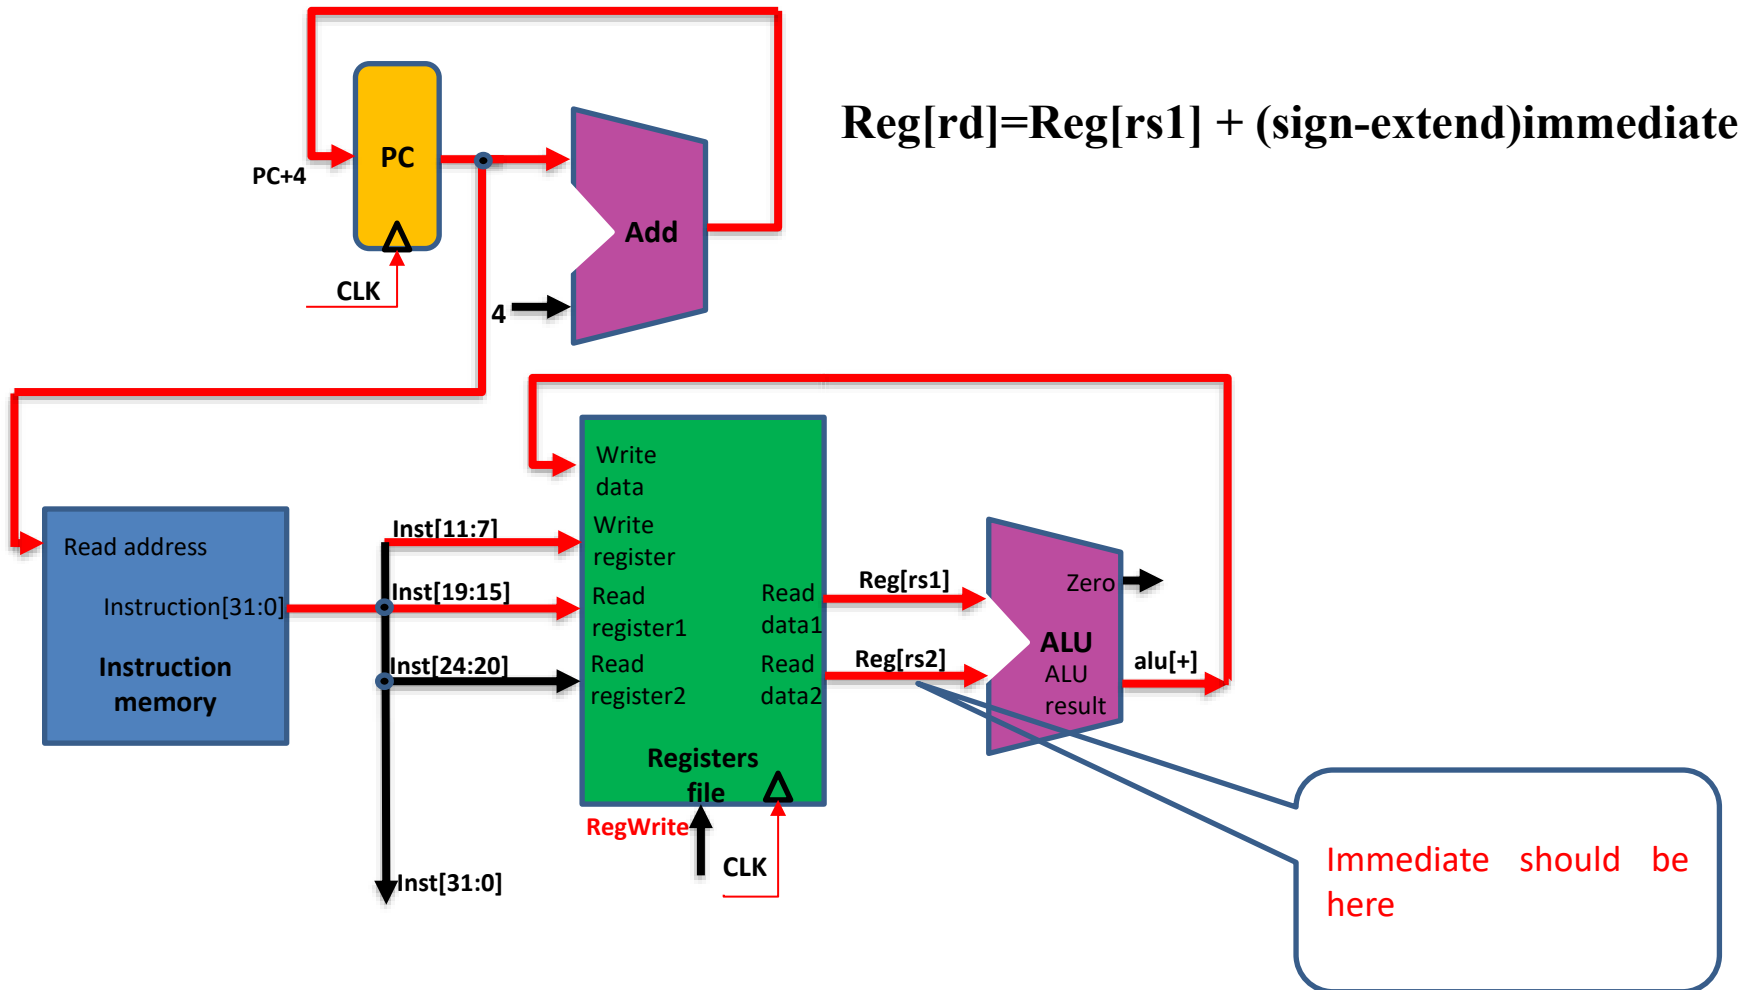 Reg[rd]=Reg[rs1] + (sign-extend)immediate
PC
PC+4
Add
CLK
4
Write
data
Inst[11:7]
Write
register
Read address
Instruction[31:0]
Inst[19:15]
Read
register1
Read
data1
Reg[rs1]
Zero
Instruction
memory
Inst[24:20]
Read
register2
Read
data2
Reg[rs2]
ALU
ALU
result
alu[+]
Registers
file
RegWrite
CLK
Inst[31:0]
Immediate should be
here